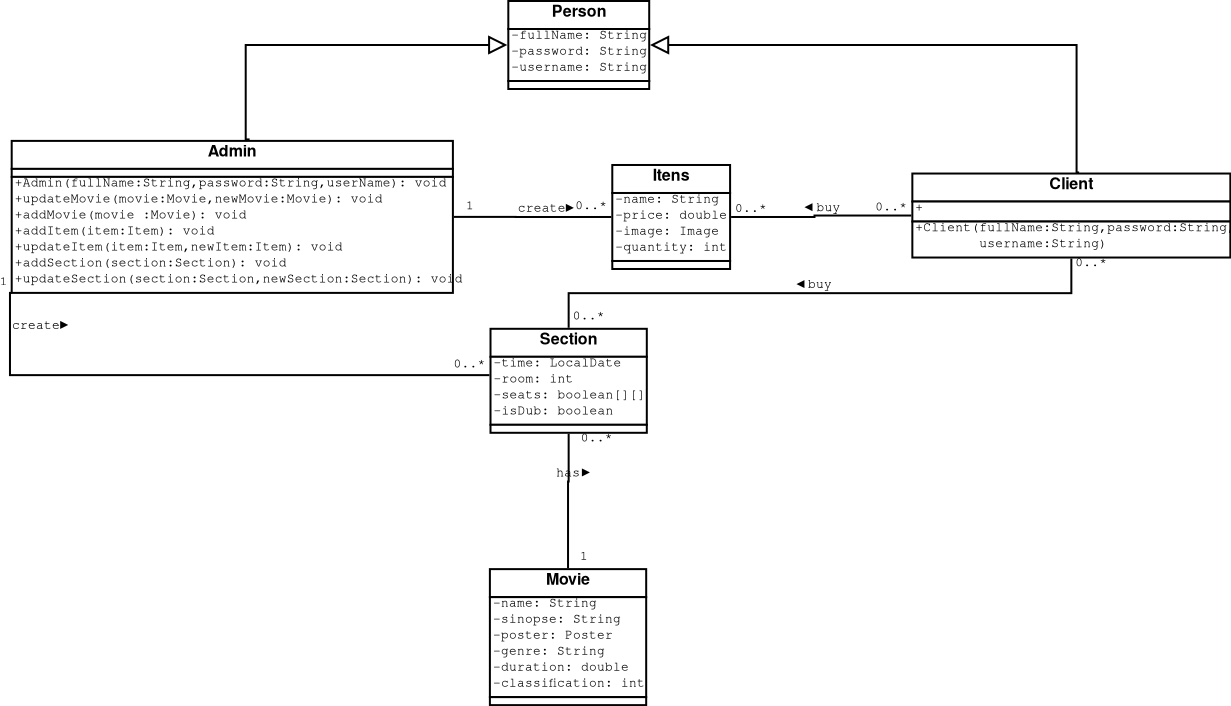 Person
-fullName: String
-password: String
-username: String
Admin
+Admin(fullName:String,password:String,userName): void
+updateMovie(movie:Movie,newMovie:Movie): void
+addMovie(movie :Movie): void
+addItem(item:Item): void
+updateItem(item:Item,newItem:Item): void
+addSection(section:Section): void
+updateSection(section:Section,newSection:Section): void
1
create►
0..*
Itens
-name: String
-price: double
-image: Image
-quantity: int
0..*
◄buy
0..*
Client
+
+Client(fullName:String,password:String,
username:String)
0..*
◄buy
0..*
1
create►
0..*
Section
-time: LocalDate
-room: int
-seats: boolean[][]
-isDub: boolean
0..*
has►
1
Movie
-name: String
-sinopse: String
-poster: Poster
-genre: String
-duration: double
-classification: int